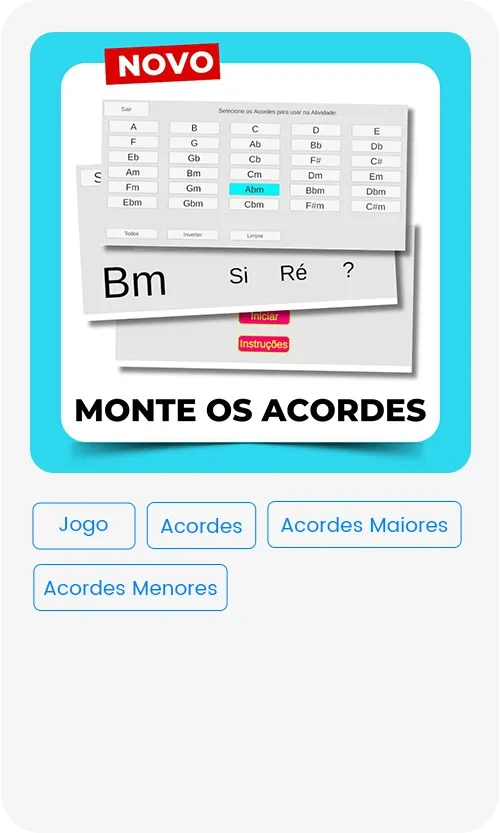 NOVO
Sair
Selecione os Acordes para usar na Atividade:
A B C D E
F G Ab Bb Db
Eb Gb Cb F# C#
Am Bm Cm Dm Em
Fm Gm Abm Bbm Dbm
Ebm Gbm Cbm F#m C#m
Todos Inverter Limpar
S
Bm Si Ré ?
Iniciar
Instruções
MONTE OS ACORDES
Jogo Acordes Acordes Maiores
Acordes Menores